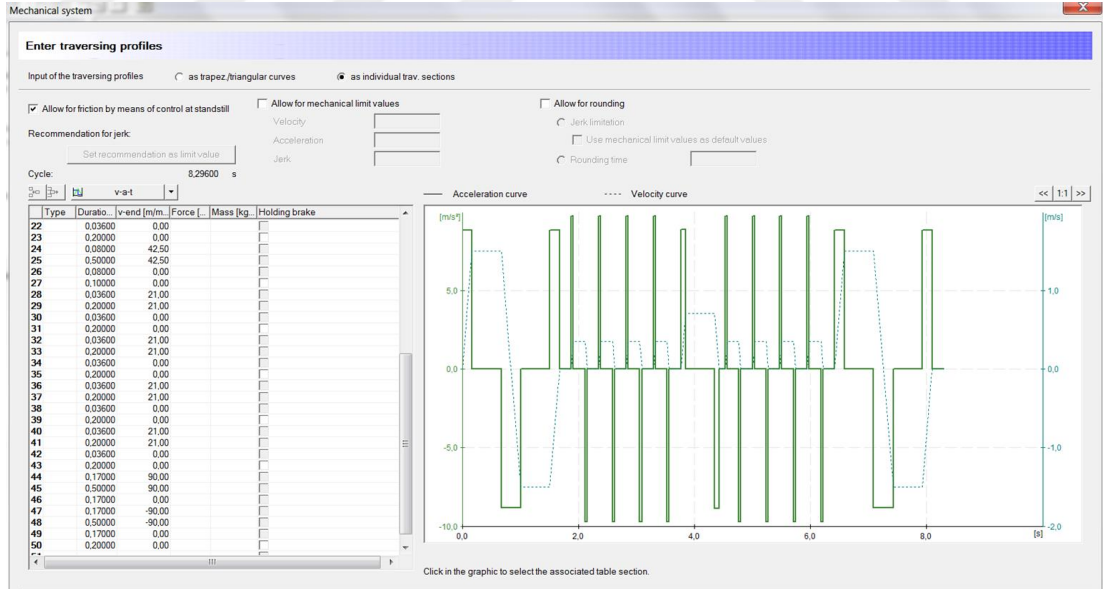 Mechanical system
X
Enter traversing profiles
Input of the traversing profiles as trapez./triangular curves as individual trav. sections
Allow for friction by means of control at standstill
Allow for mechanical limit values
Allow for rounding
Velocity
Jerk limitation
Recommendation for jerk:
Acceleration
Use mechanical limit values as default values
Set recommendation as limit value
Jerk
Rounding time
Cycle: 8,29600 s
v-a-t
Acceleration curve Velocity curve << 1:1 >>
Type Duratio... v-end [m/m... Force [... Mass [kg... Holding brake
22 0,03600 0,00
23 0,20000 0,00
24 0,08000 42,50
25 0,50000 42,50
26 0,08000 0,00
27 0,10000 0,00
28 0,03600 21,00
29 0,20000 21,00
30 0,03600 0,00
31 0,20000 0,00
32 0,03600 21,00
33 0,20000 21,00
34 0,03600 0,00
35 0,20000 0,00
36 0,03600 21,00
37 0,20000 21,00
38 0,03600 0,00
39 0,20000 0,00
40 0,03600 21,00
41 0,20000 21,00
42 0,03600 0,00
43 0,20000 0,00
44 0,17000 90,00
45 0,50000 90,00
46 0,17000 0,00
47 0,17000 -90,00
48 0,50000 -90,00
49 0,17000 0,00
50 0,20000 0,00
[m/s²] [m/s]
5,0 1,0
0,0 0,0
-5,0 -1,0
-10,0 -2,0
0,0 2,0 4,0 6,0 8,0 [s]
Click in the graphic to select the associated table section.